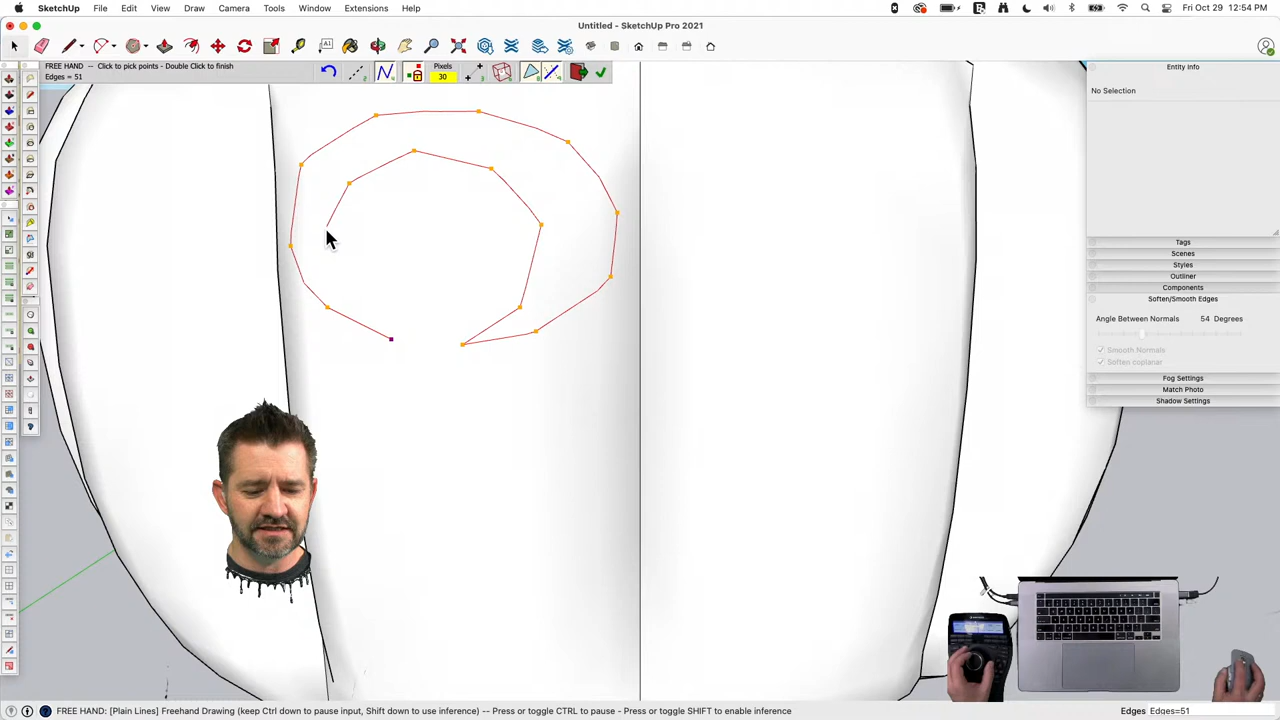 SketchUp File Edit View Draw Camera Tools Window Extensions Help Fri Oct 29 12:54 PM
Untitled - SketchUp Pro 2021
FREE HAND — Click to pick points - Double Click to finish
Edges = 51
Pixels
30
Entity Info
No Selection
Tags
Scenes
Styles
Outliner
Components
Soften/Smooth Edges
Angle Between Normals 54 Degrees
Smooth Normals
Soften coplanar
Fog Settings
Match Photo
Shadow Settings
FREE HAND: [Plain Lines] Freehand Drawing (keep Ctrl down to pause input, Shift down to use inference) -- Press or toggle CTRL to pause - Press or toggle SHIFT to enable inference Edges Edges=51